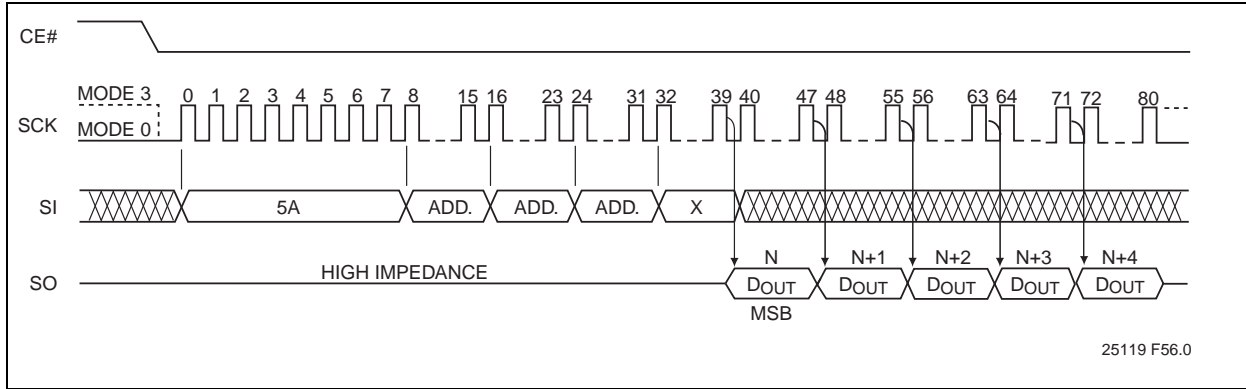 CE#
MODE 3
0 1 2 3 4 5 6 7 8 15 16 23 24 31 32 39 40 47 48 55 56 63 64 71 72 80
SCK
MODE 0
SI 5A ADD. ADD. ADD. X
N N+1 N+2 N+3 N+4
HIGH IMPEDANCE
SO DOUT DOUT DOUT DOUT DOUT
MSB
25119 F56.0